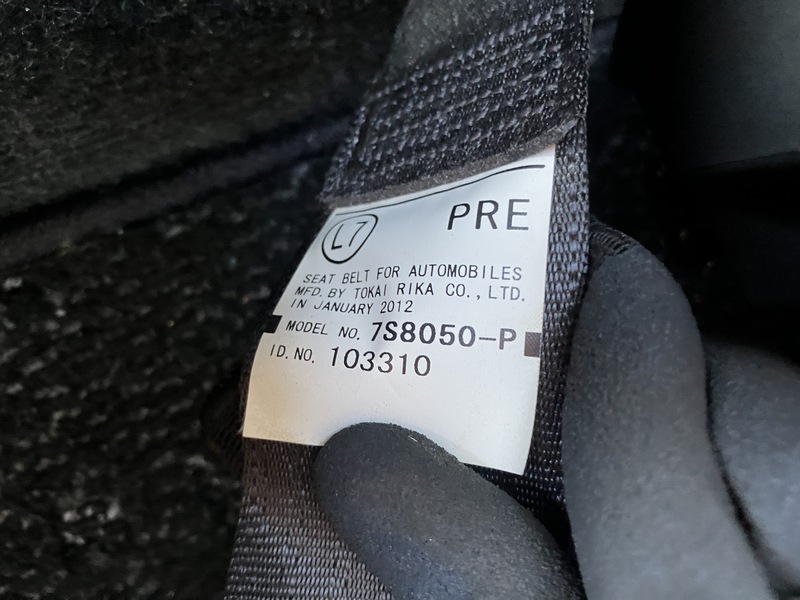 L7
PRE
SEAT BELT FOR AUTOMOBILES
MFD. BY TOKAI RIKA CO., LTD.
IN JANUARY 2012
MODEL NO. 7S8050-P
ID. NO. 103310